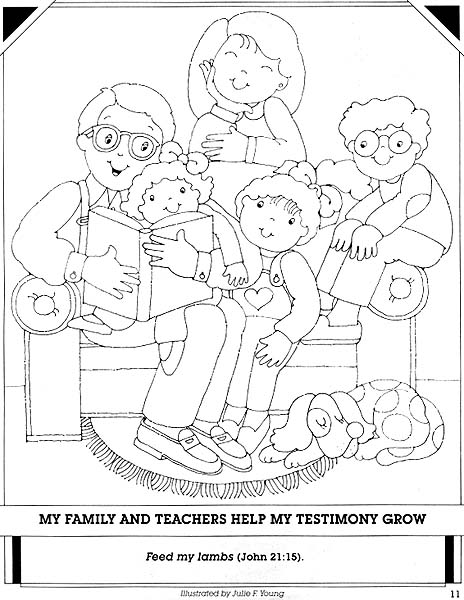 MY FAMILY AND TEACHERS HELP MY TESTIMONY GROW
Feed my lambs (John 21:15).
Illustrated by Julie F. Young
11